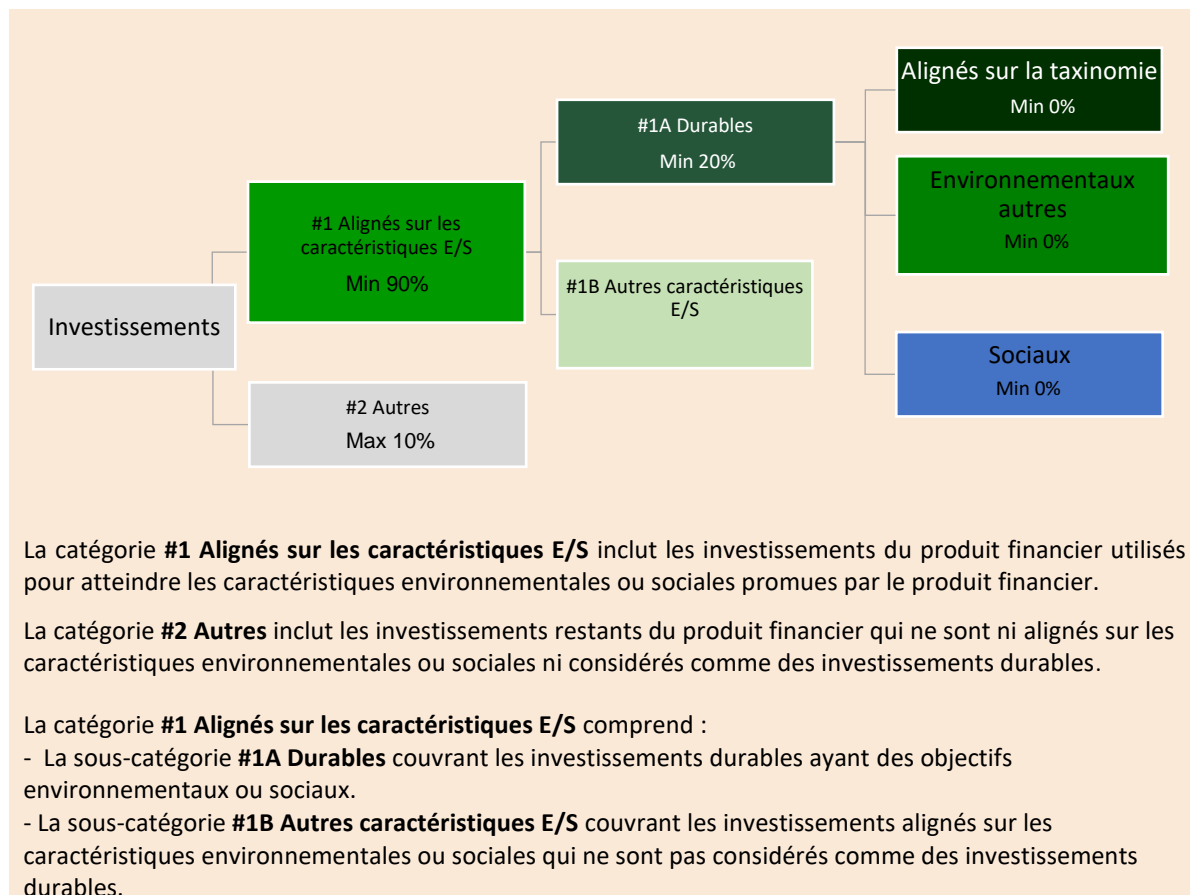 Investissements
#1 Alignés sur les
caractéristiques E/S
Min 90%
#2 Autres
Max 10%
#1A Durables
Min 20%
#1B Autres caractéristiques
E/S
Alignés sur la taxinomie
Min 0%
Environnementaux
autres
Min 0%
Sociaux
Min 0%
La catégorie #1 Alignés sur les caractéristiques E/S inclut les investissements du produit financier utilisés
pour atteindre les caractéristiques environnementales ou sociales promues par le produit financier.
La catégorie #2 Autres inclut les investissements restants du produit financier qui ne sont ni alignés sur les
caractéristiques environnementales ou sociales ni considérés comme des investissements durables.
La catégorie #1 Alignés sur les caractéristiques E/S comprend :
- La sous-catégorie #1A Durables couvrant les investissements durables ayant des objectifs
environnementaux ou sociaux.
- La sous-catégorie #1B Autres caractéristiques E/S couvrant les investissements alignés sur les
caractéristiques environnementales ou sociales qui ne sont pas considérés comme des investissements
durables.